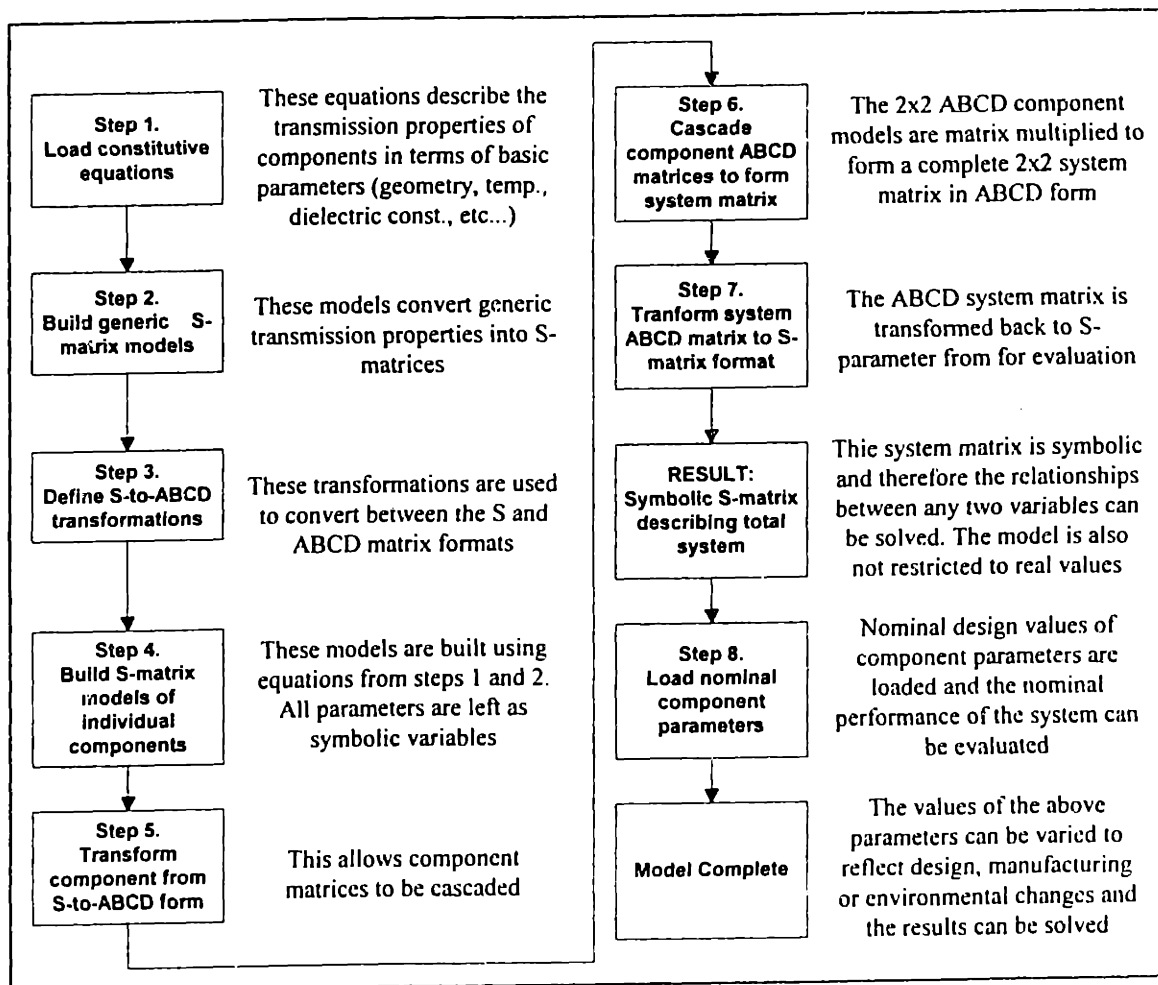 Step 1.
Load constitutive
equations
These equations describe the
transmission properties of
components in terms of basic
parameters (geometry, temp.,
dielectric const., etc...)
Step 2.
Build generic S-
matrix models
These models convert generic
transmission properties into S-
matrices
Step 3.
Define S-to-ABCD
transformations
These transformations are used
to convert between the S and
ABCD matrix formats
Step 4.
Build S-matrix
models of
individual
components
These models are built using
equations from steps 1 and 2.
All parameters are left as
symbolic variables
Step 5.
Transform
component from
S-to-ABCD form
This allows component
matrices to be cascaded
Step 6.
Cascade
component ABCD
matrices to form
system matrix
The 2x2 ABCD component
models are matrix multiplied to
form a complete 2x2 system
matrix in ABCD form
Step 7.
Tranform system
ABCD matrix to S-
matrix format
The ABCD system matrix is
transformed back to S-
parameter from for evaluation
RESULT:
Symbolic S-matrix
describing total
system
Thie system matrix is symbolic
and therefore the relationships
between any two variables can
be solved. The model is also
not restricted to real values
Step 8.
Load nominal
component
parameters
Nominal design values of
component parameters are
loaded and the nominal
performance of the system can
be evaluated
Model Complete
The values of the above
parameters can be varied to
reflect design, manufacturing
or environmental changes and
the results can be solved